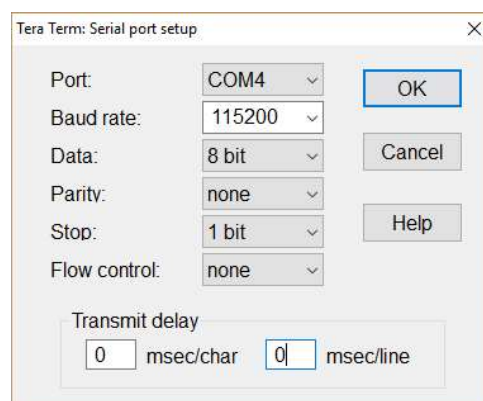 Tera Term: Serial port setup
Port: COM4 OK
Baud rate: 115200
Data: 8 bit Cancel
Parity: none
Stop: 1 bit Help
Flow control: none
Transmit delay
0 msec/char 0 msec/line